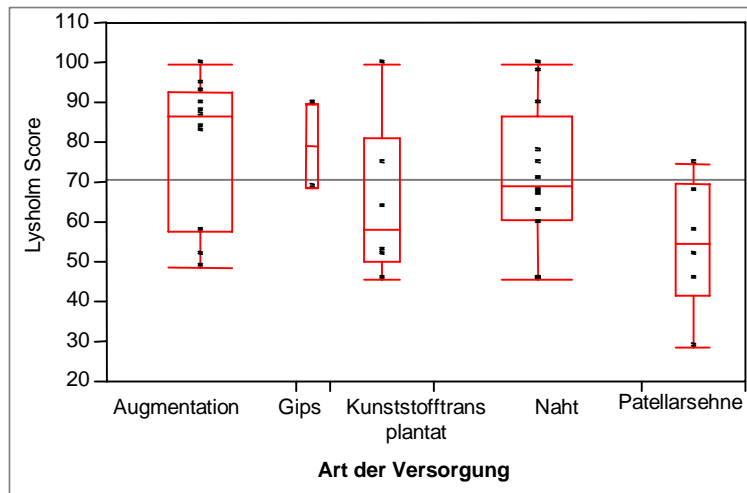 Lysholm Score
110
100
90
80
70
60
50
40
30
20
Augmentation
Gips
Kunststofftrans
plantat
Naht
Patellarsehne
Art der Versorgung